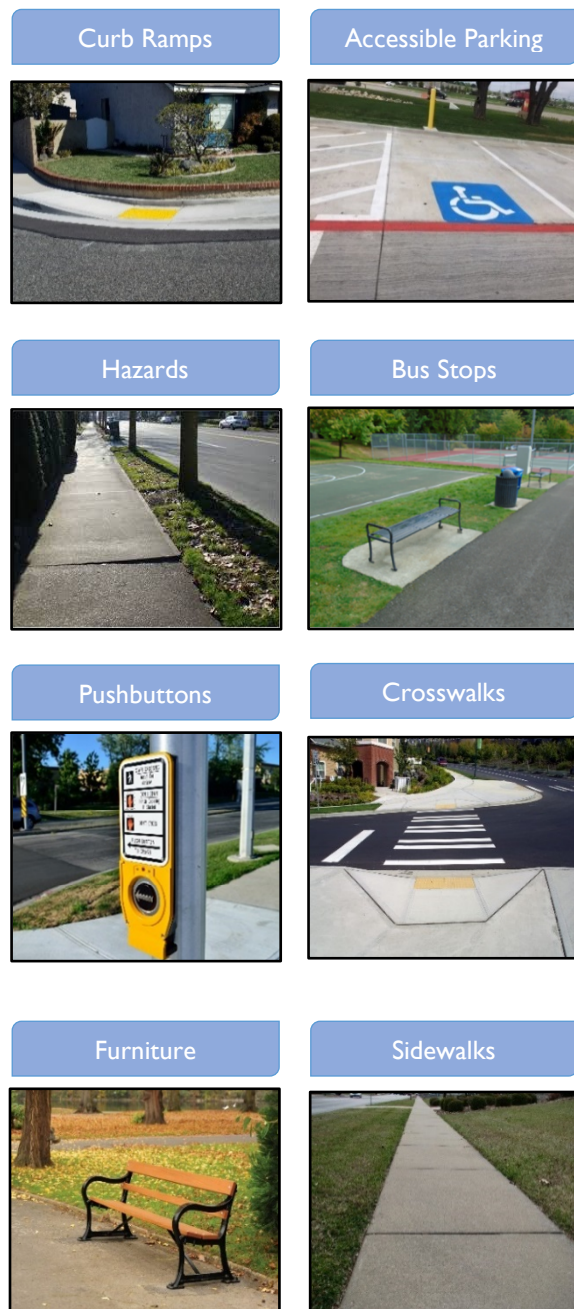 Curb Ramps
Accessible Parking
Hazards
Bus Stops
Pushbuttons
Crosswalks
Furniture
Sidewalks